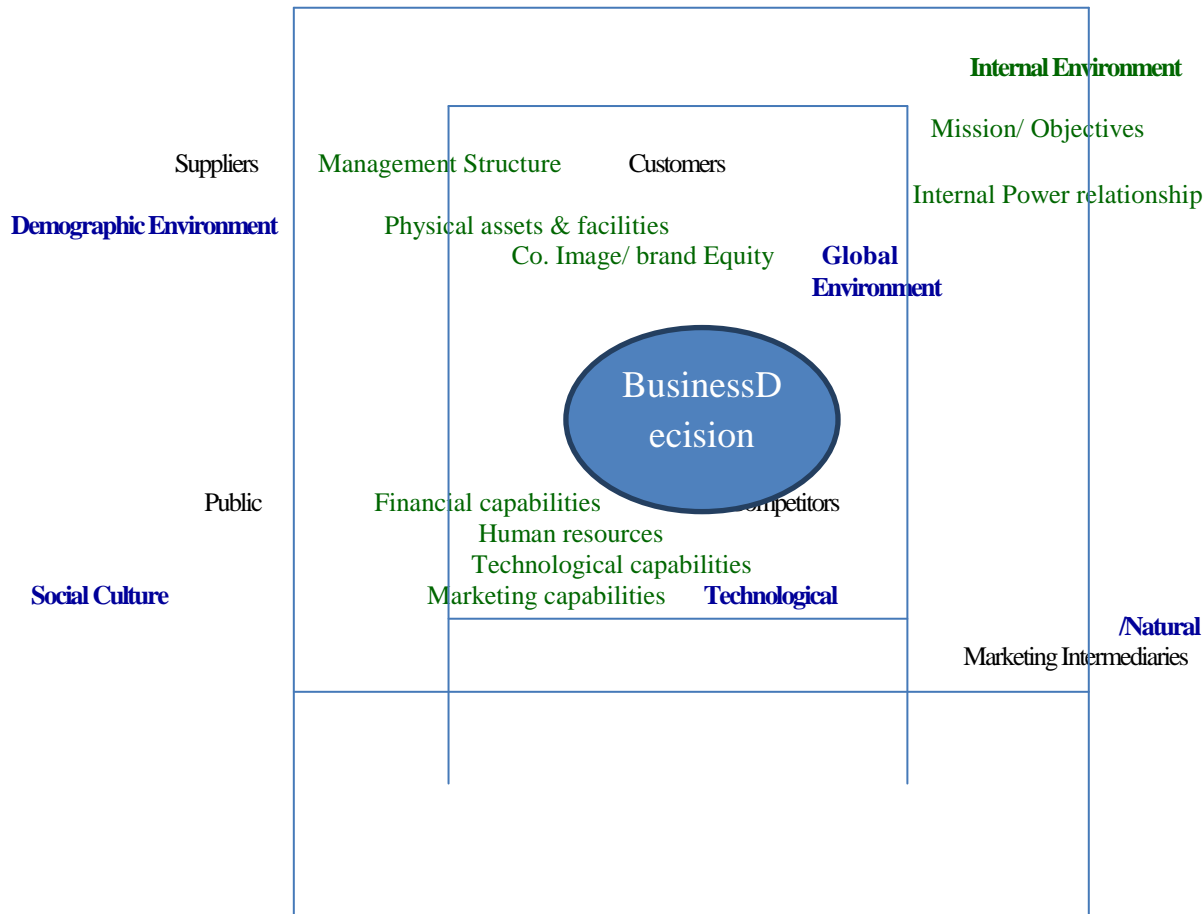 Internal Environment
Mission/ Objectives
Suppliers Management Structure Customers
Internal Power relationship
Demographic Environment Physical assets & facilities
Co. Image/ brand Equity Global
Environment
BusinessD
ecision
Public Financial capabilities ompetitors
Human resources
Technological capabilities
Social Culture Marketing capabilities Technological
/Natural
Marketing Intermediaries